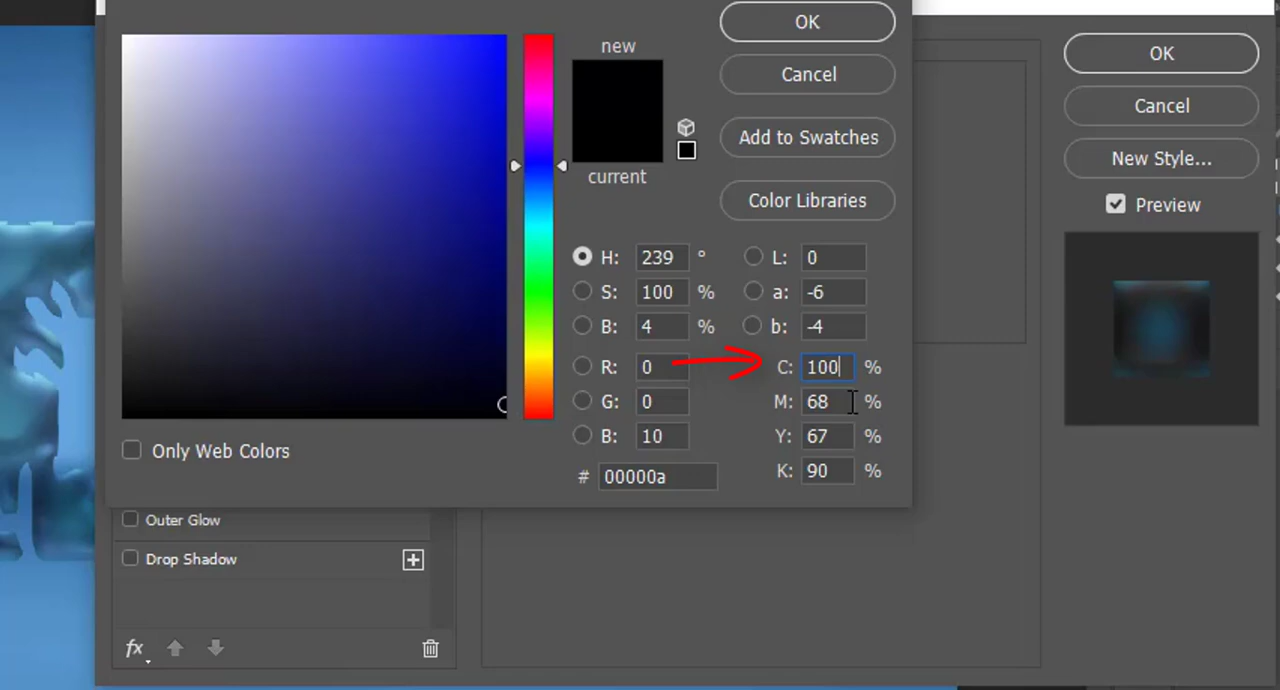 new
current
OK
Cancel
Add to Swatches
Color Libraries
H: 239 °
S: 100 %
B: 4 %
R: 0
G: 0
B: 10
# 00000a
L: 0
a: -6
b: -4
C: 100 %
M: 68 %
Y: 67 %
K: 90 %
Only Web Colors
Outer Glow
Drop Shadow
fx
OK
Cancel
New Style...
Preview